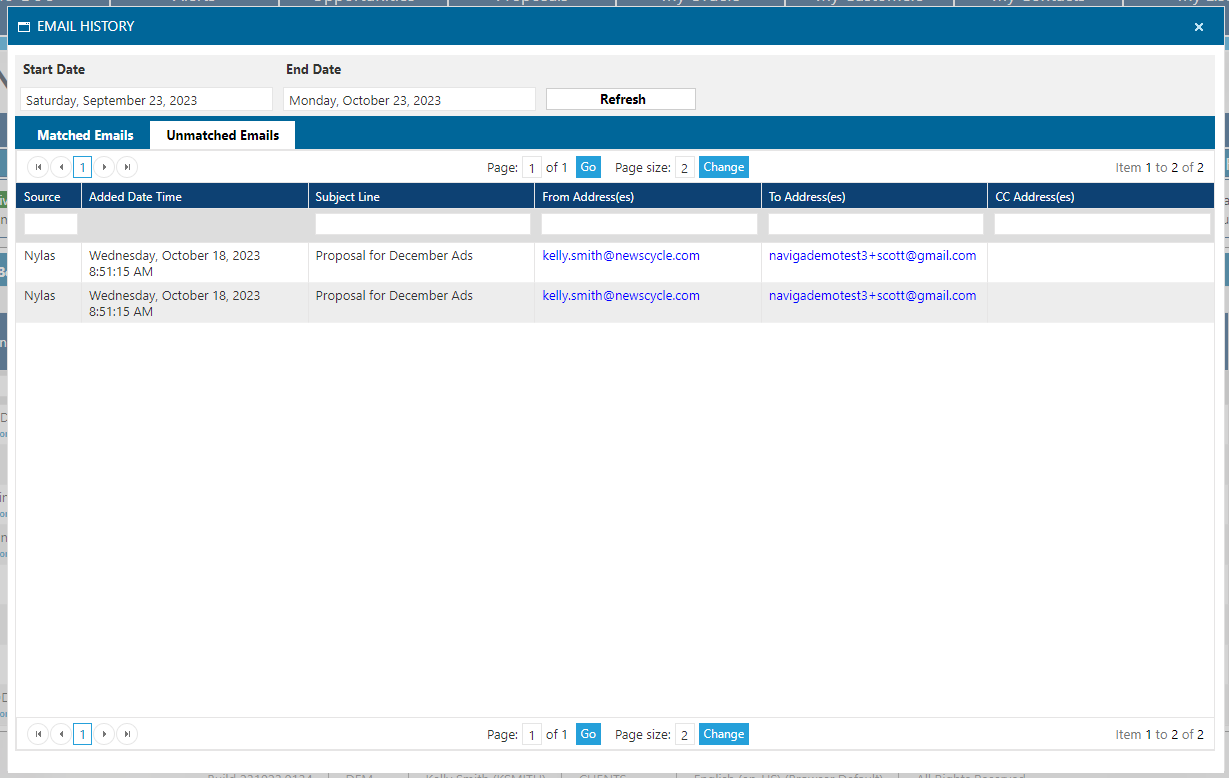 EMAIL HISTORY
Start Date
End Date
Saturday, September 23, 2023
Monday, October 23, 2023
Refresh
Matched Emails
Unmatched Emails
1
Page: 1 of 1 Go Page size: 2 Change
Item 1 to 2 of 2
Source Added Date Time Subject Line From Address(es) To Address(es) CC Address(es)
Nylas Wednesday, October 18, 2023 Proposal for December Ads kelly.smith@newscycle.com navigademotest3+scott@gmail.com
8:51:15 AM
Nylas Wednesday, October 18, 2023 Proposal for December Ads kelly.smith@newscycle.com navigademotest3+scott@gmail.com
8:51:15 AM
1
Page: 1 of 1 Go Page size: 2 Change
Item 1 to 2 of 2